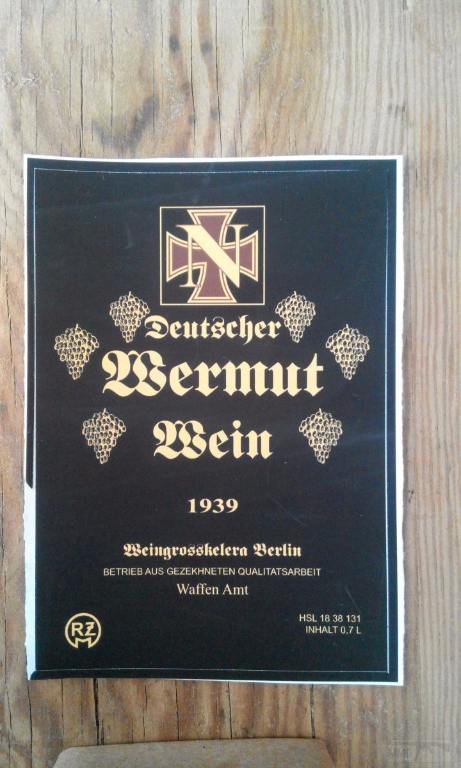 N
Deutscher
Wermut
Wein
1939
Weingrosskelera Berlin
BETRIEB AUS GEZEKHNETEN QUALITATSARBEIT
Waffen Amt
RZM
HSL 18 38 131
INHALT 0,7 L